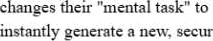 changes their "mental task" to
instantly generate a new, secur